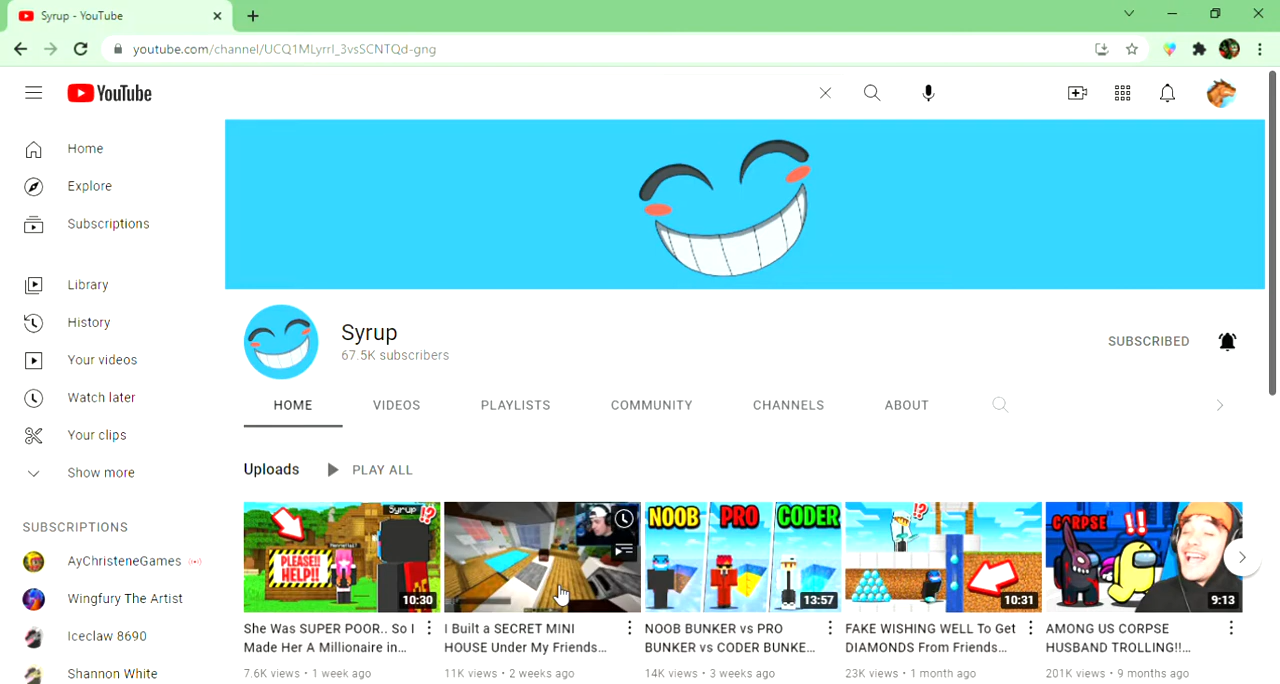 Syrup - YouTube
youtube.com/channel/UCQ1MLyrrI_3vsSCNTQd-gng
YouTube
Home
Explore
Subscriptions
Library
History
Your videos
Watch later
Your clips
Show more
SUBSCRIPTIONS
AyChristeneGames
Wingfury The Artist
Iceclaw 8690
Shannon White
Syrup
67.5K subscribers
SUBSCRIBED
HOME VIDEOS PLAYLISTS COMMUNITY CHANNELS ABOUT
Uploads PLAY ALL
Syrup !?
PLEASE!!
HELP!!
10:30
She Was SUPER POOR.. So I
Made Her A Millionaire in...
7.6K views • 1 week ago
I Built a SECRET MINI
HOUSE Under My Friends...
11K views • 2 weeks ago
NOOB PRO CODER
13:57
NOOB BUNKER vs PRO
BUNKER vs CODER BUNKE...
14K views • 3 weeks ago
!?
10:31
FAKE WISHING WELL To Get
DIAMONDS From Friends...
23K views • 1 month ago
CORPSE !!
9:13
AMONG US CORPSE
HUSBAND TROLLING!!...
201K views • 9 months ago